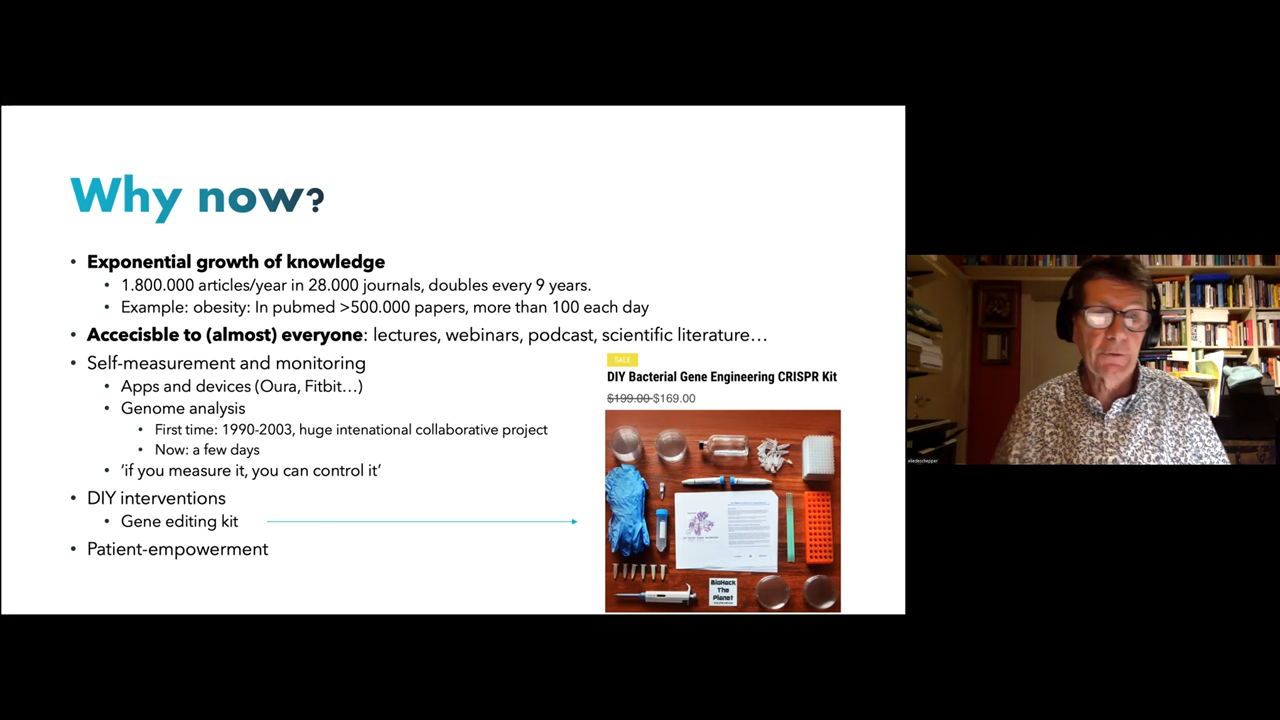 Why now?
• Exponential growth of knowledge
• 1.800.000 articles/year in 28.000 journals, doubles every 9 years.
• Example: obesity: In pubmed >500.000 papers, more than 100 each day
• Accecisble to (almost) everyone: lectures, webinars, podcast, scientific literature…
• Self-measurement and monitoring
• Apps and devices (Oura, Fitbit…)
• Genome analysis
• First time: 1990-2003, huge intenational collaborative project
• Now: a few days
• ‘if you measure it, you can control it’
• DIY interventions
• Gene editing kit
• Patient-empowerment
SALE
DIY Bacterial Gene Engineering CRISPR Kit
$199.00 $169.00
BioHack
The
Planet